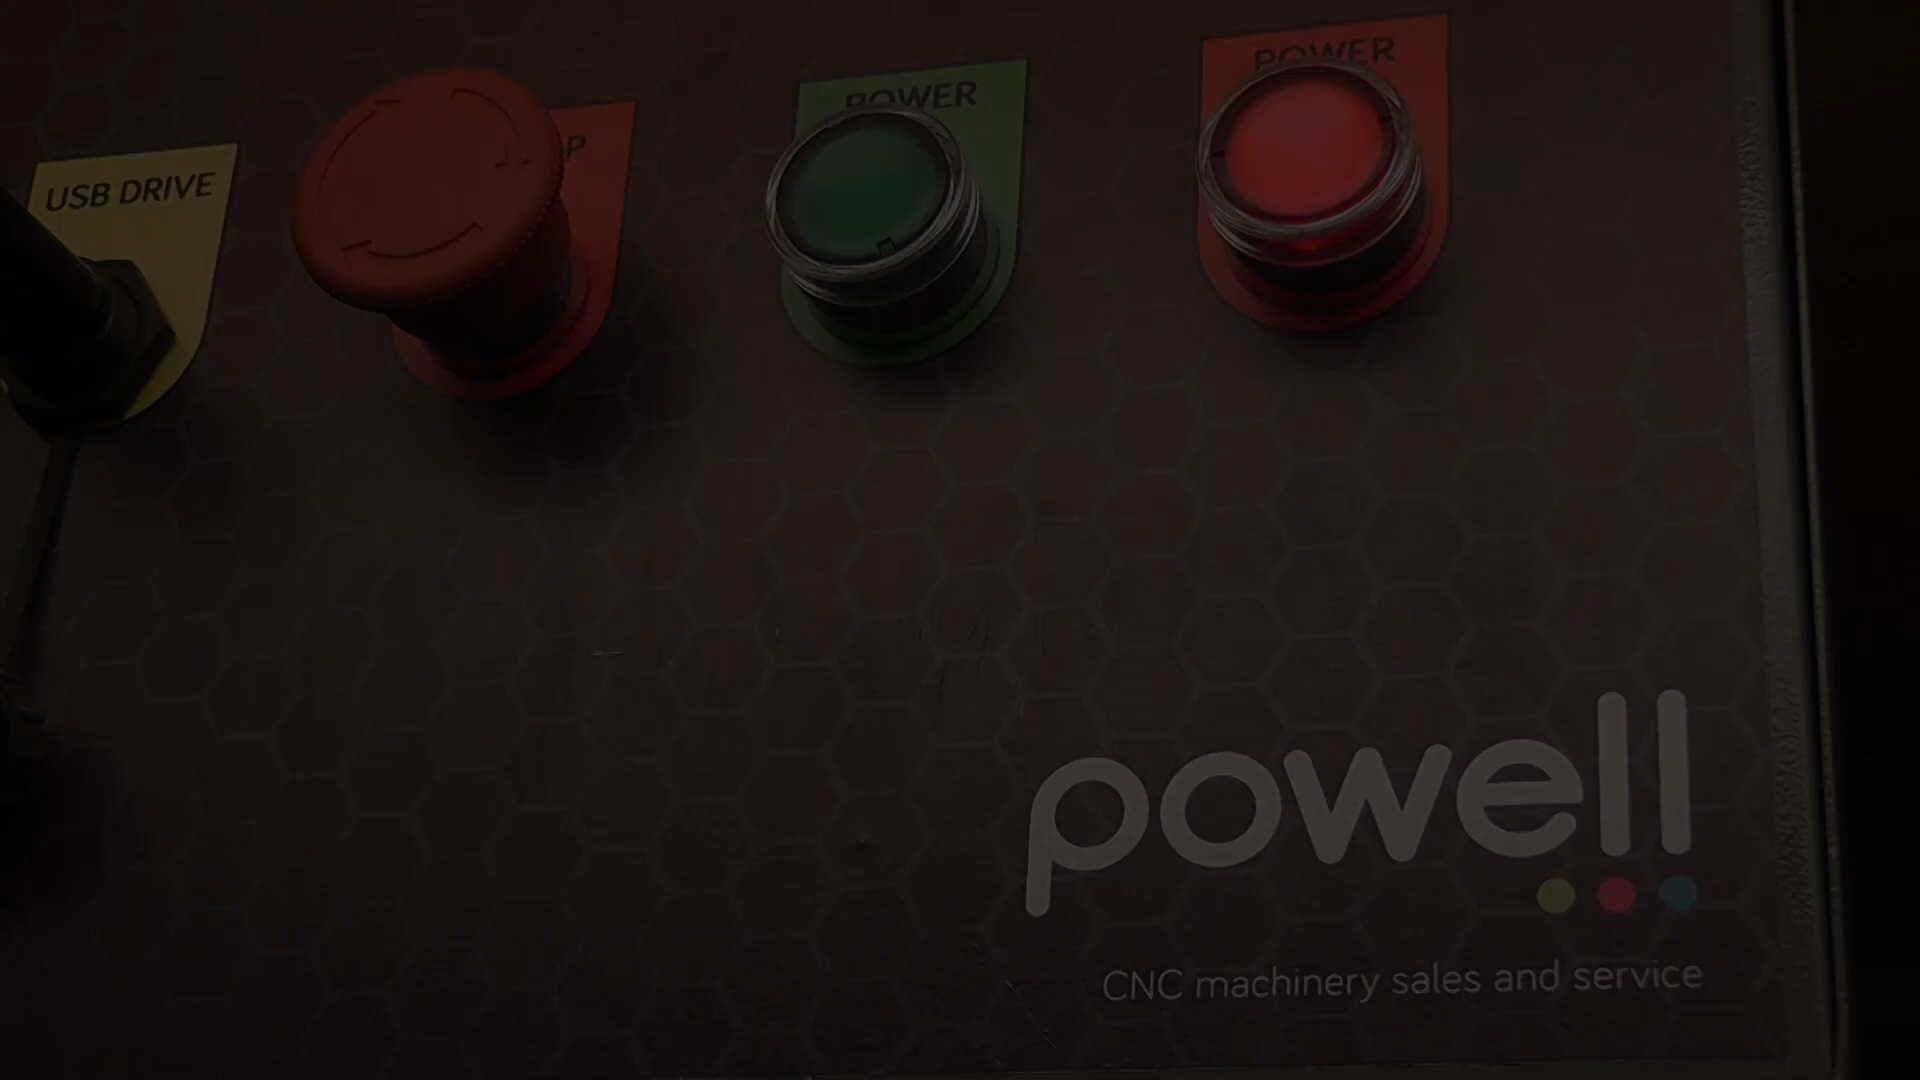 USB DRIVE
P
POWER
POWER
powell
CNC machinery sales and service